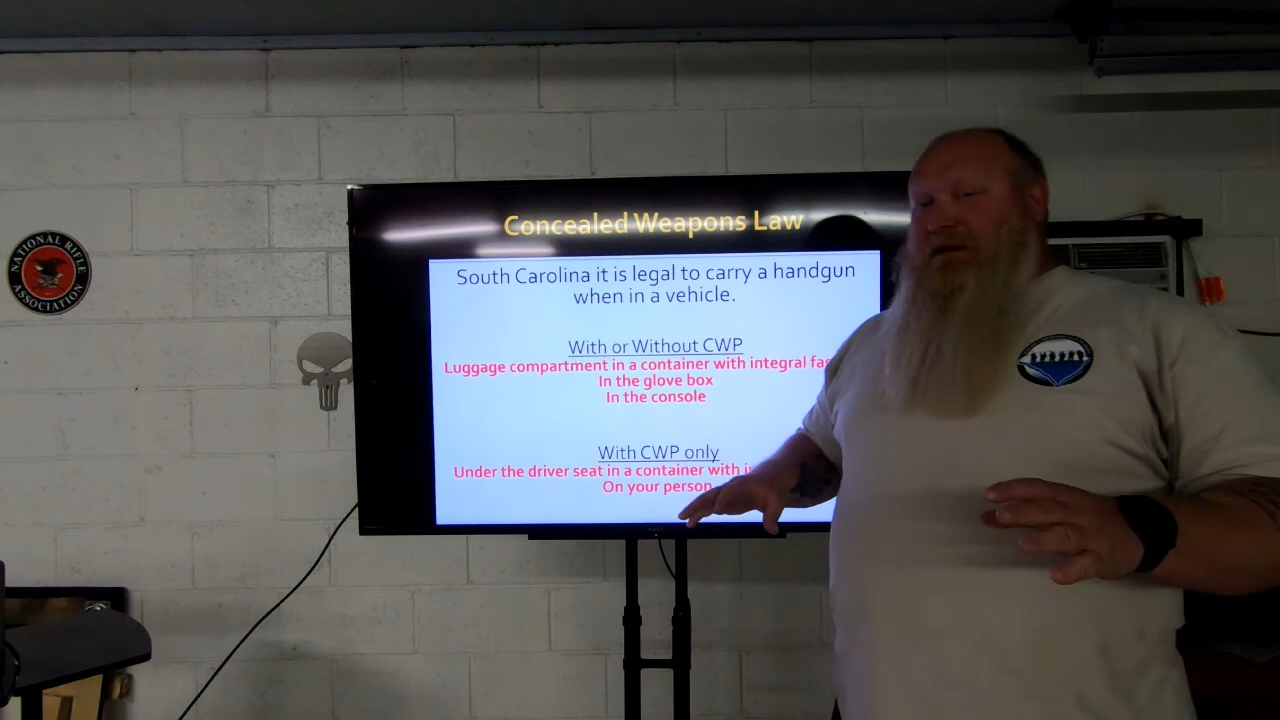 Concealed Weapons Law
South Carolina it is legal to carry a handgun
when in a vehicle.
With or Without CWP
Luggage compartment in a container with integral
In the glove box
In the console
With CWP only
Under the driver seat in a container with
On your person
NATIONAL RIFLE
ASSOCIATION